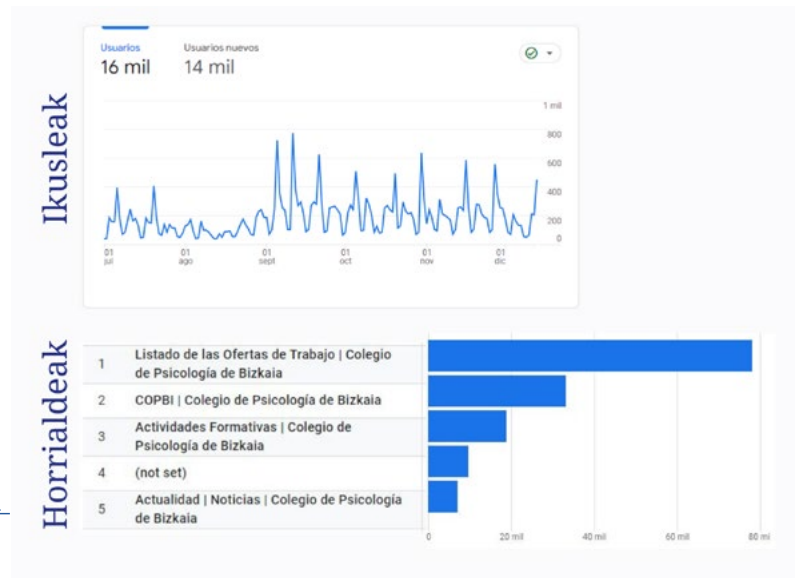 Ikusleak
Usuarios
16 mil
Usuarios nuevos
14 mil
1 mil
800
600
400
200
0
01
jul
01
ago
01
sept
01
oct
01
nov
01
dic
Horrialdeak
1 Listado de las Ofertas de Trabajo | Colegio
de Psicología de Bizkaia
2 COPBI | Colegio de Psicología de Bizkaia
3 Actividades Formativas | Colegio de
Psicología de Bizkaia
4 (not set)
5 Actualidad | Noticias | Colegio de Psicología
de Bizkaia
0 20 mil 40 mil 60 mil 80 mi